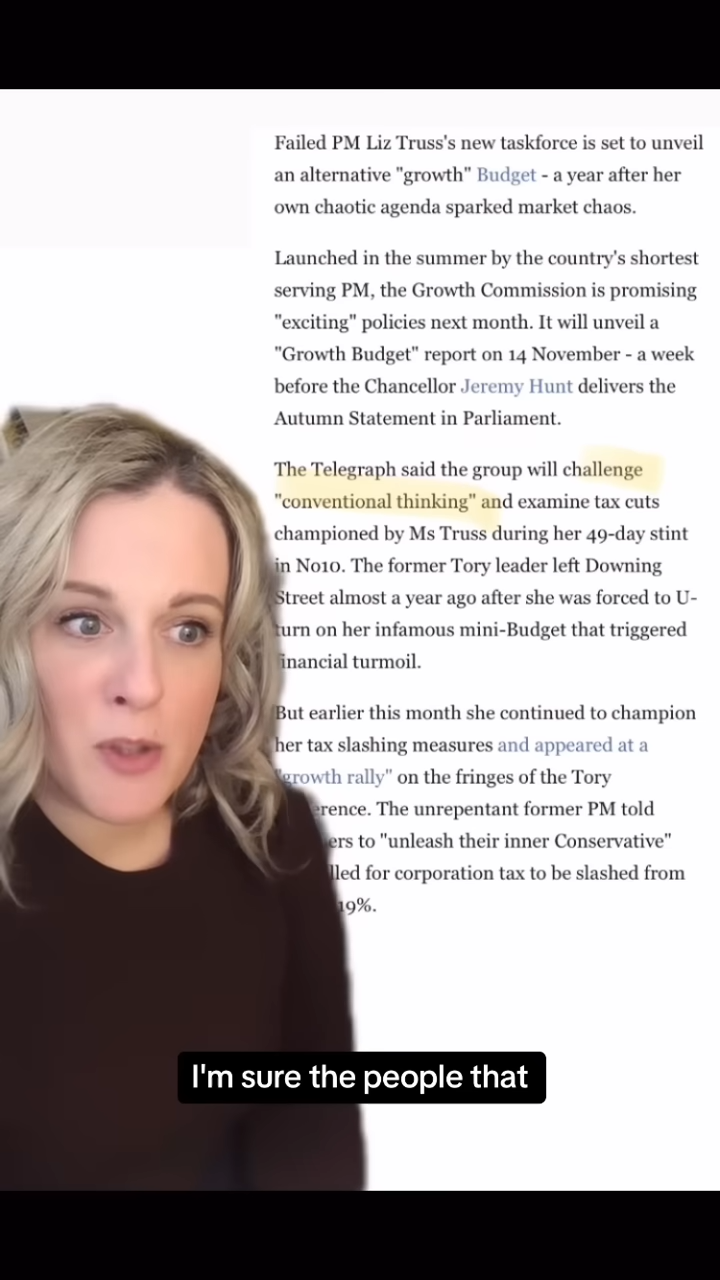 Failed PM Liz Truss's new taskforce is set to unveil
an alternative "growth" Budget - a year after her
own chaotic agenda sparked market chaos.
Launched in the summer by the country's shortest
serving PM, the Growth Commission is promising
"exciting" policies next month. It will unveil a
"Growth Budget" report on 14 November - a week
before the Chancellor Jeremy Hunt delivers the
Autumn Statement in Parliament.
The Telegraph said the group will challenge
"conventional thinking" and examine tax cuts
championed by Ms Truss during her 49-day stint
in No10. The former Tory leader left Downing
Street almost a year ago after she was forced to U-
turn on her infamous mini-Budget that triggered
financial turmoil.
But earlier this month she continued to champion
her tax slashing measures and appeared at a
"growth rally" on the fringes of the Tory
erence. The unrepentant former PM told
ers to "unleash their inner Conservative"
lled for corporation tax to be slashed from
19%.
I'm sure the people that